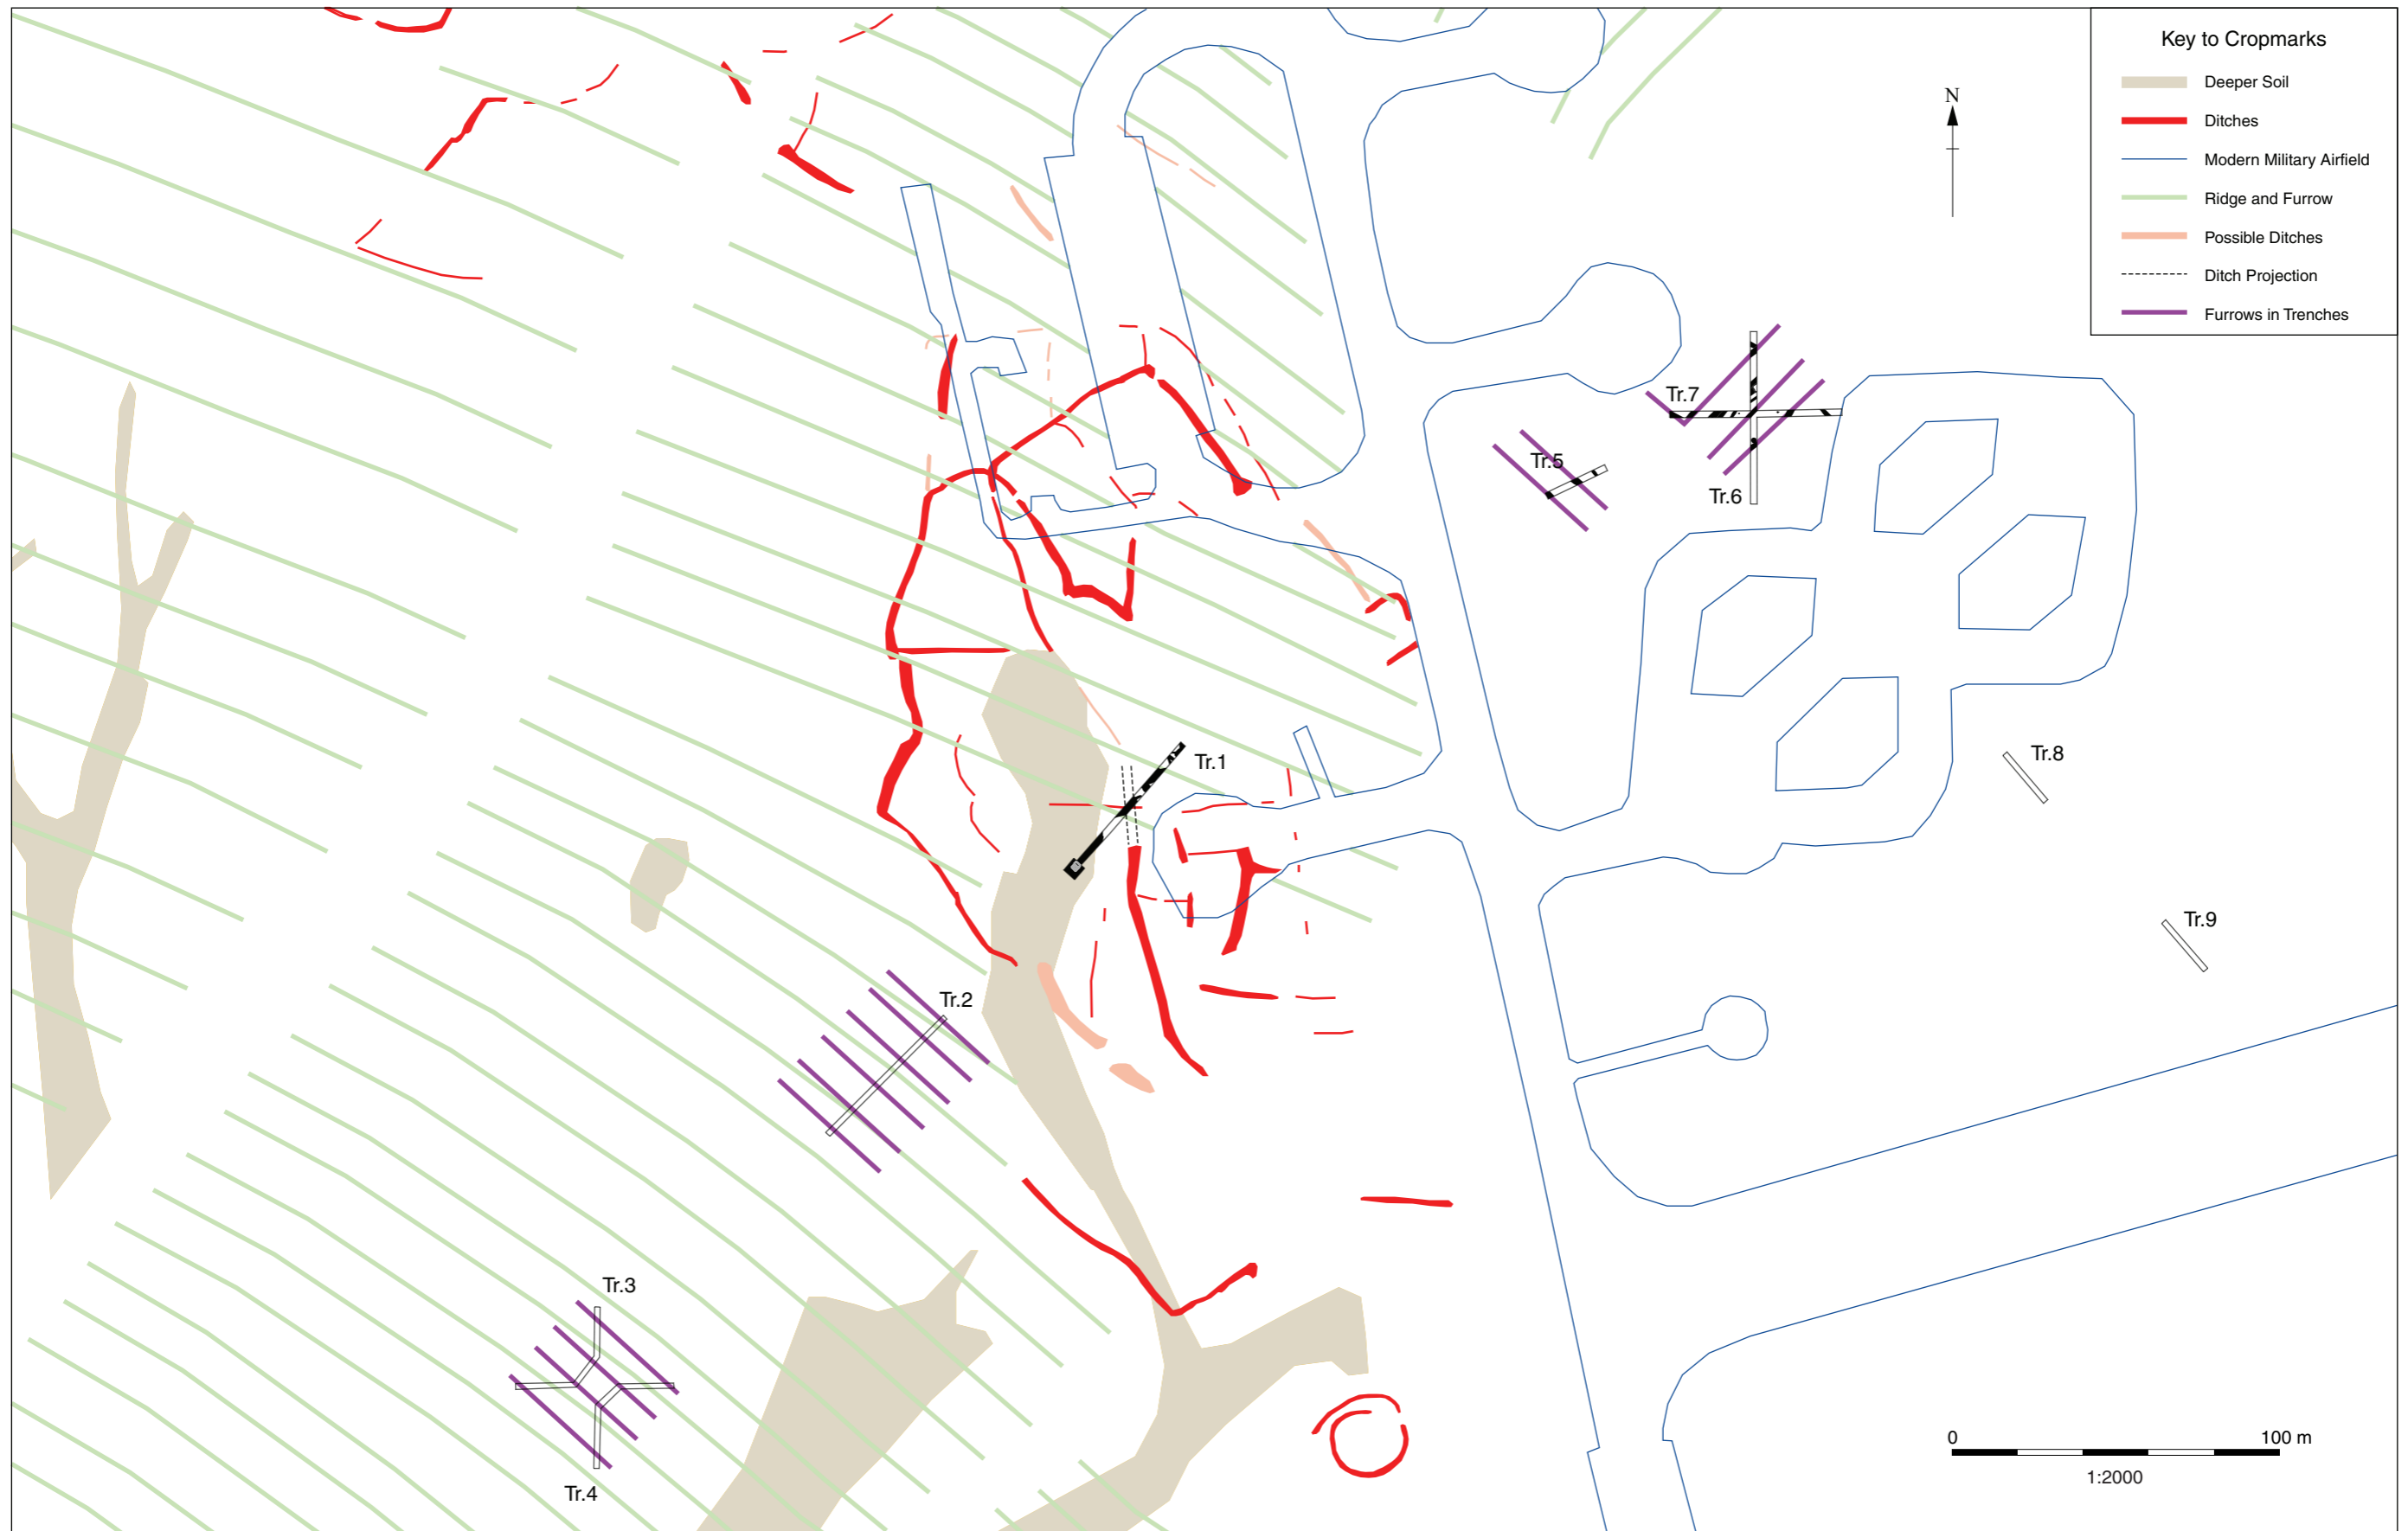 Key to Cropmarks
Deeper Soil
Ditches
Modern Military Airfield
Ridge and Furrow
Possible Ditches
Ditch Projection
Furrows in Trenches
N
Tr.7
Tr.5
Tr.6
Tr.1
Tr.8
Tr.9
Tr.2
Tr.3
Tr.4
0 100 m
1:2000